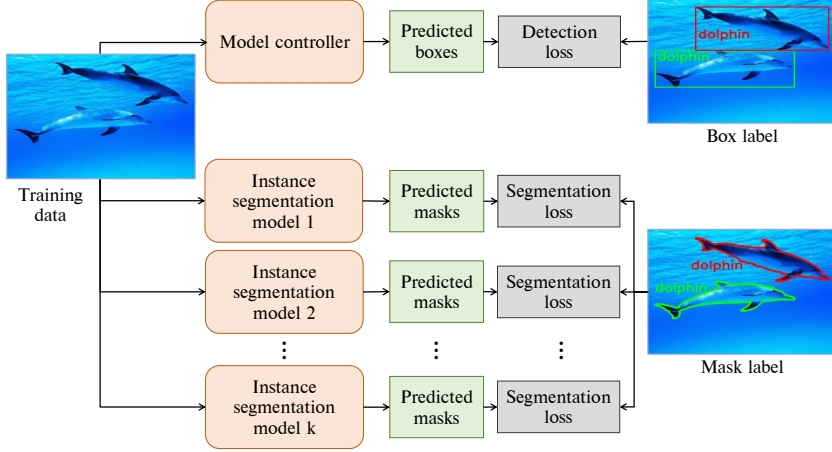 Model controller
Predicted
boxes
Detection
loss
dolphin
dolphin
Box label
Training
data
Instance
segmentation
model 1
Predicted
masks
Segmentation
loss
Instance
segmentation
model 2
Predicted
masks
Segmentation
loss
dolphin
dolphin
Mask label
Instance
segmentation
model k
Predicted
masks
Segmentation
loss